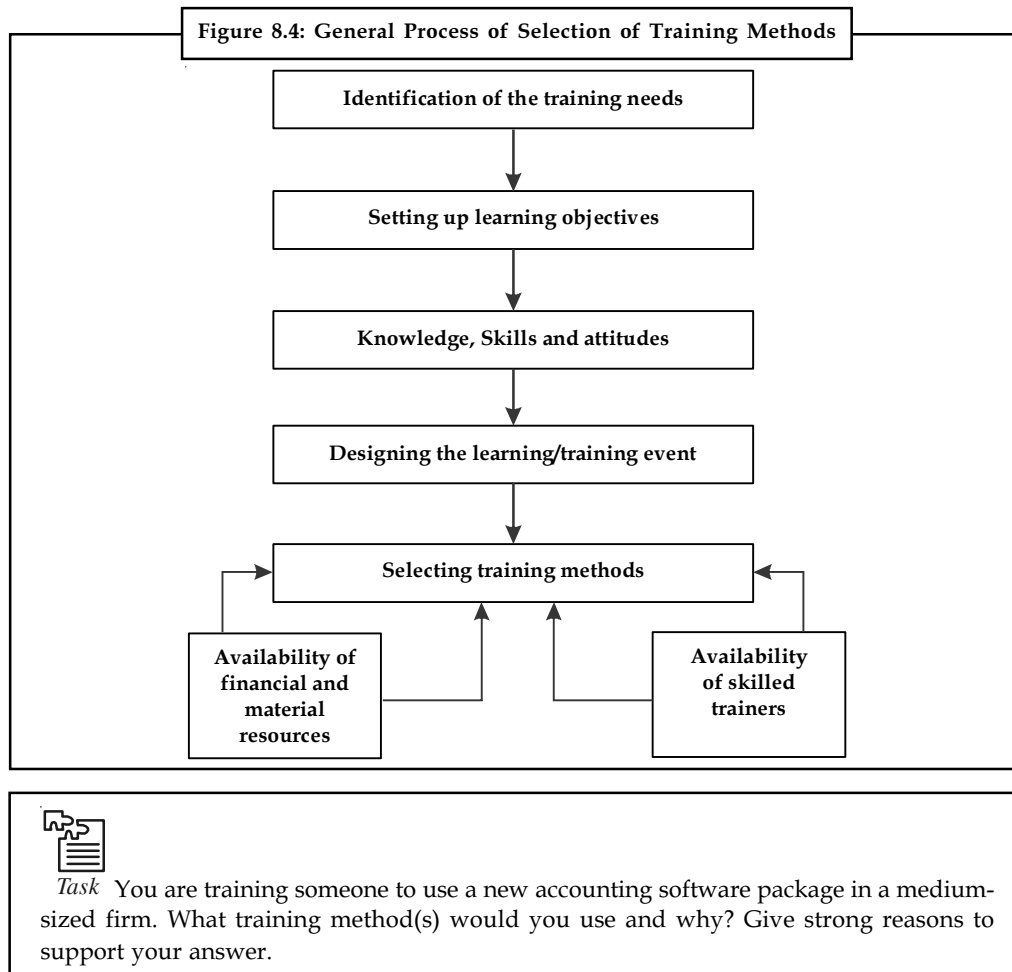 Figure 8.4: General Process of Selection of Training Methods
Identification of the training needs
Setting up learning objectives
Knowledge, Skills and attitudes
Designing the learning/training event
Selecting training methods
Availability of
financial and
material
resources
Availability
of skilled
trainers
Task You are training someone to use a new accounting software package in a medium-
sized firm. What training method(s) would you use and why? Give strong reasons to
support your answer.